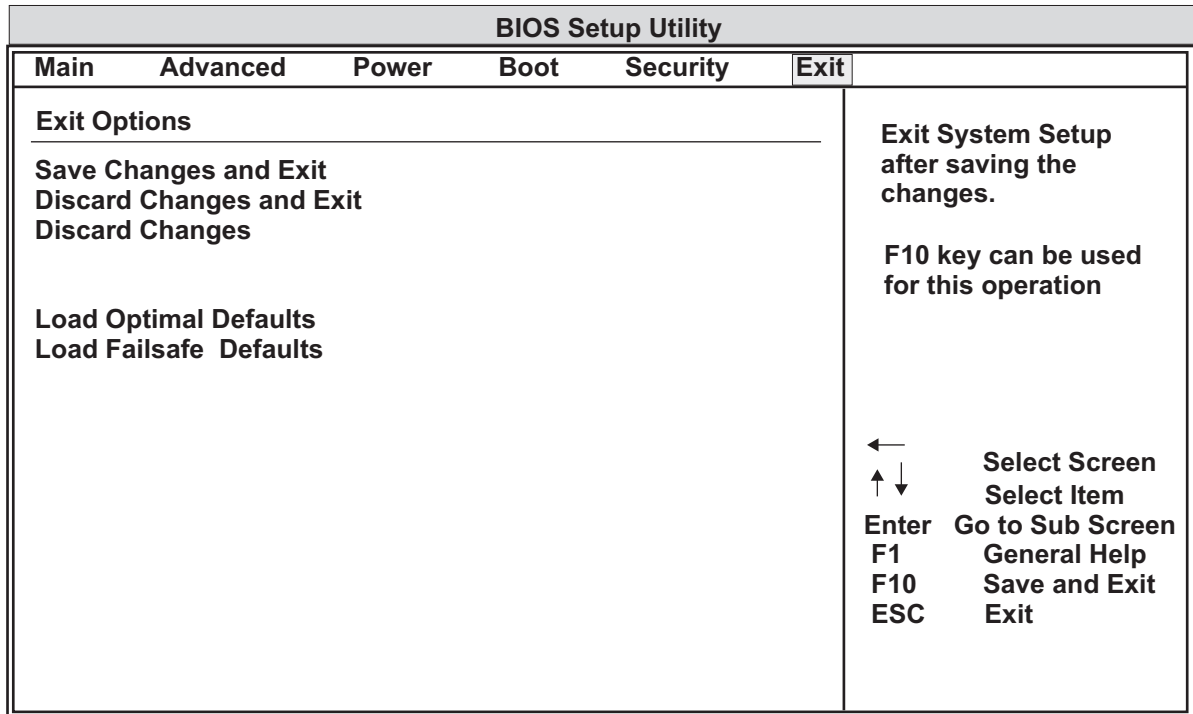 BIOS Setup Utility
Main Advanced Power Boot Security Exit
Exit Options
Save Changes and Exit
Discard Changes and Exit
Discard Changes
Load Optimal Defaults
Load Failsafe Defaults
Exit System Setup
after saving the
changes.
F10 key can be used
for this operation
← Select Screen
↑↓ Select Item
Enter Go to Sub Screen
F1 General Help
F10 Save and Exit
ESC Exit